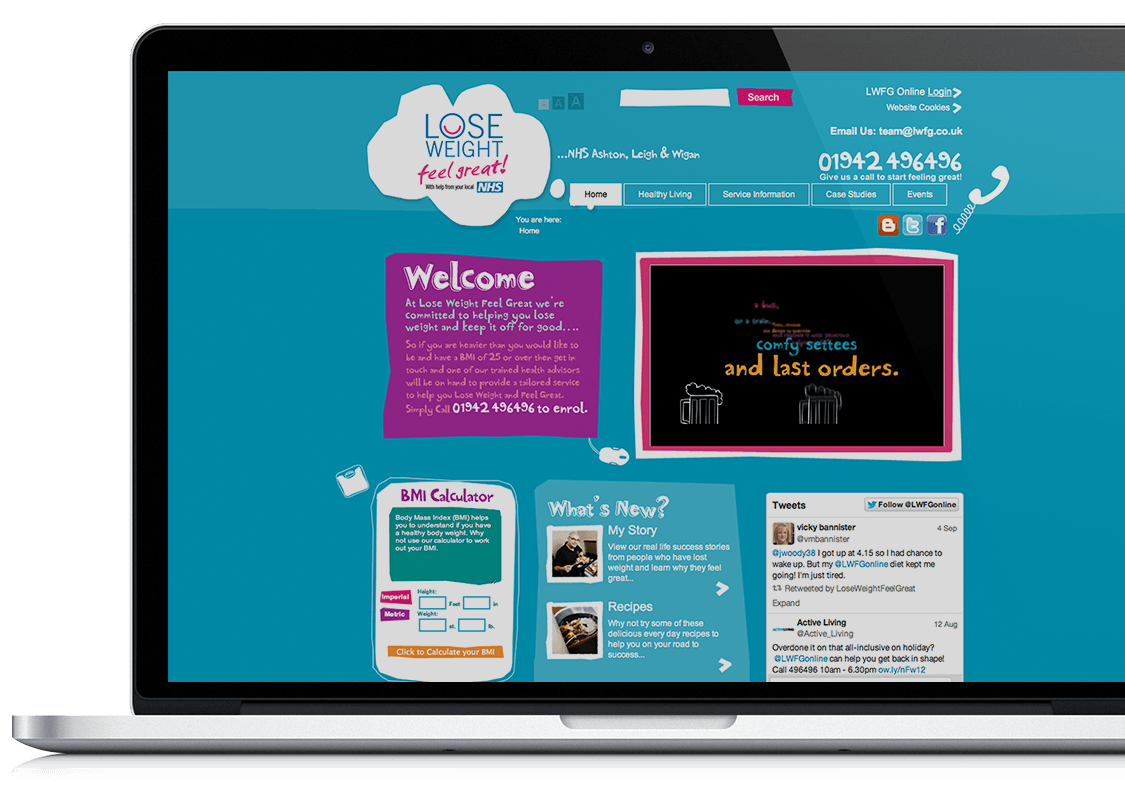 LOSE
WEIGHT
feel great!
With help from your local NHS
A A A
Search
LWFG Online Login
Website Cookies
Email Us: team@lwfg.co.uk
...NHS Ashton, Leigh & Wigan
01942 496496
Give us a call to start feeling great!
Home
Healthy Living
Service Information
Case Studies
Events
You are here:
Home
Welcome
At Lose Weight Feel Great we're
committed to helping you lose
weight and keep it off for good....
So if you are heavier than you would like to
be and have a BMI of 25 or over then get in
touch and one of our trained health advisors
will be on hand to provide a tailored service
to help you Lose Weight and Feel Great.
Simply Call 01942 496496 to enrol.
a bus,
on a train,
comfy settees
and last orders.
BMI Calculator
Body Mass Index (BMI) helps
you to understand if you have
a healthy body weight. Why
not use our calculator to work
out your BMI.
Imperial
Metric
Height:
Feet in
Weight:
st. lb.
Click to Calculate your BMI
What's New?
My Story
View our real life success stories
from people who have lost
weight and learn why they feel
great...
Recipes
Why not try some of these
delicious every day recipes to
help you on your road to
success...
Tweets
Follow @LWFGonline
vicky bannister 4 Sep
@vmbannister
@jwoody38 I got up at 4.15 so I had chance to
wake up. But my @LWFGonline diet kept me
going! I'm just tired.
Retweeted by LoseWeightFeelGreat
Expand
Active Living 12 Aug
@Active_Living
Overdone it on that all-inclusive on holiday?
@LWFGonline can help you get back in shape!
Call 496496 10am - 6.30pm ow.ly/nFw12